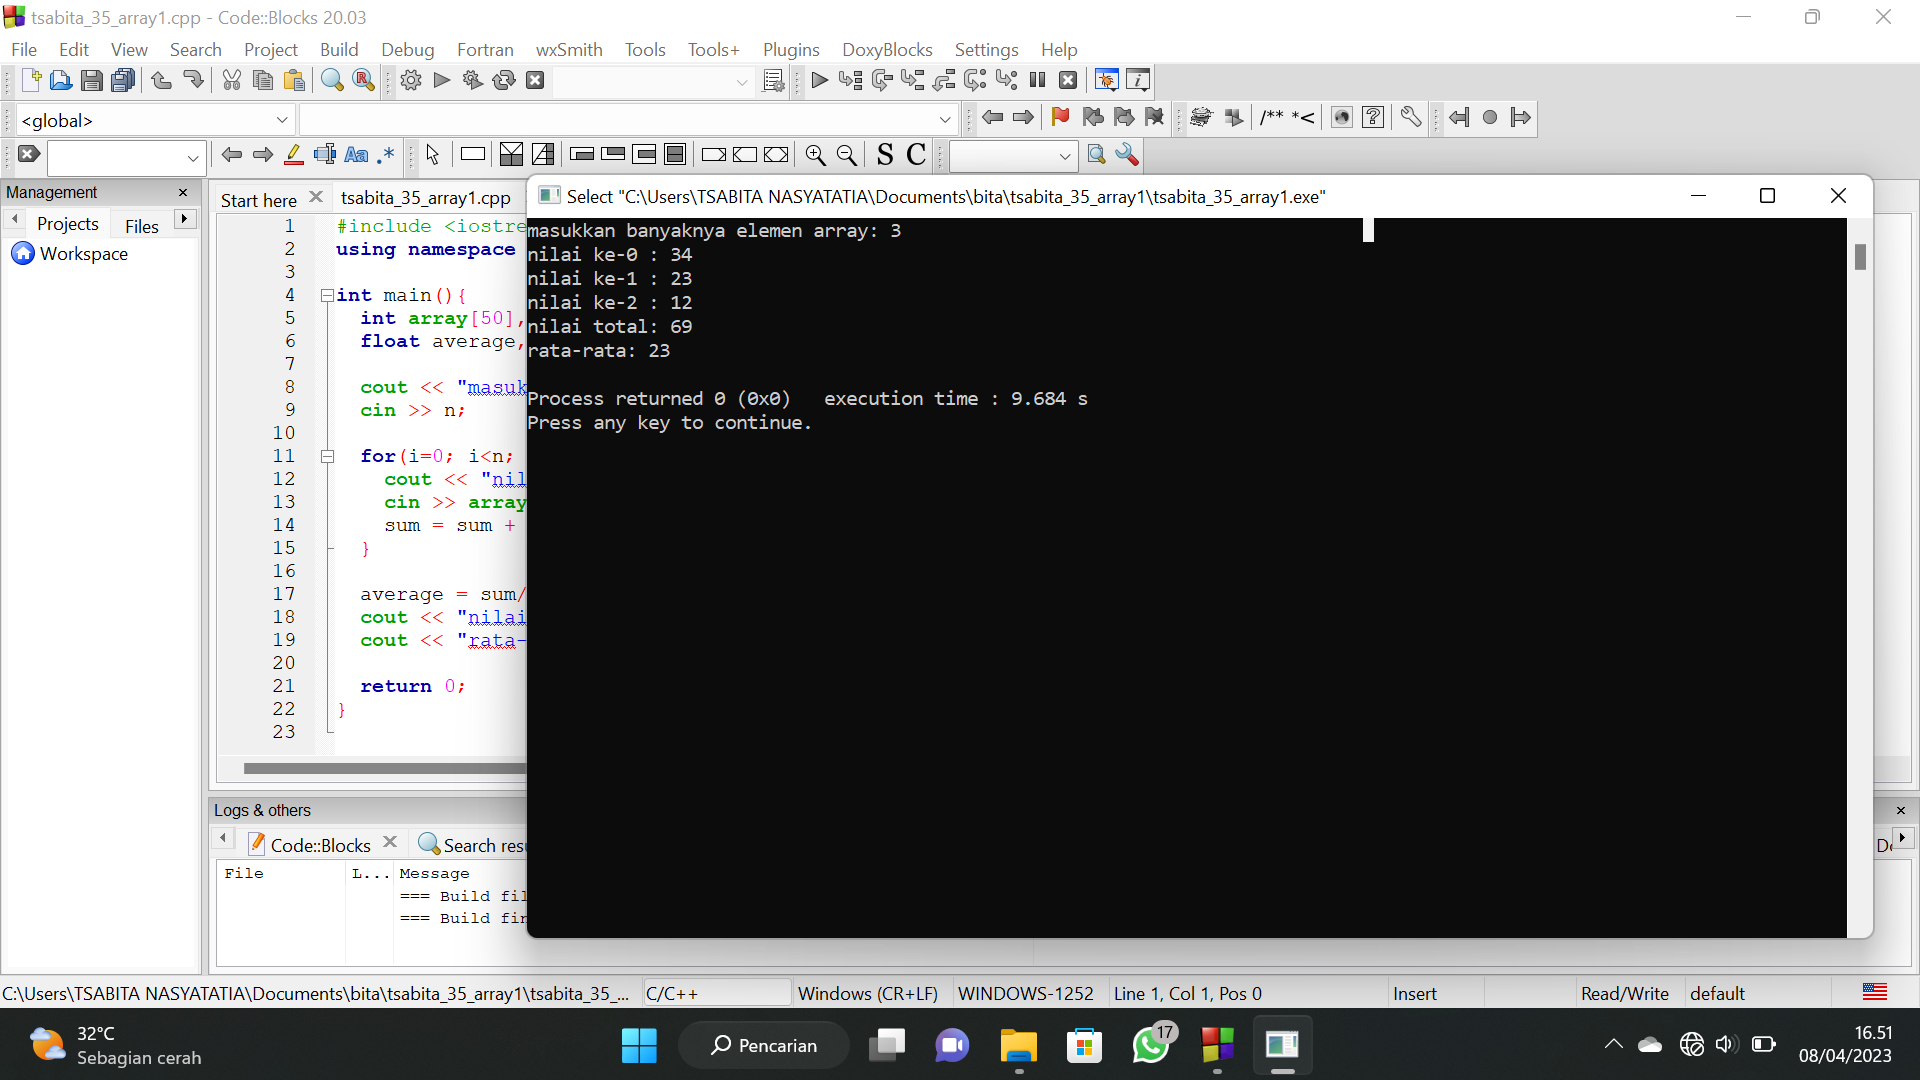 tsabita_35_array1.cpp - Code::Blocks 20.03
File Edit View Search Project Build Debug Fortran wxSmith Tools Tools+ Plugins DoxyBlocks Settings Help
<global>
/** *<
Aa .* S C
Management
Projects Files
Workspace
Start here tsabita_35_array1.cpp
1 #include <iostre
2 using namespace
3
4 int main(){
5 int array[50],
6 float average,
7
8 cout << "masuk
9 cin >> n;
10
11 for(i=0; i<n;
12 cout << "nil
13 cin >> array
14 sum = sum +
15 }
16
17 average = sum/
18 cout << "nilai
19 cout << "rata-
20
21 return 0;
22 }
23
Select "C:\Users\TSABITA NASYATATIA\Documents\bita\tsabita_35_array1\tsabita_35_array1.exe"
masukkan banyaknya elemen array: 3
nilai ke-0 : 34
nilai ke-1 : 23
nilai ke-2 : 12
nilai total: 69
rata-rata: 23
Process returned 0 (0x0)   execution time : 9.684 s
Press any key to continue.
Logs & others
Code::Blocks Search resu
File L... Message
=== Build fil
=== Build fin
C:\Users\TSABITA NASYATATIA\Documents\bita\tsabita_35_array1\tsabita_35_... C/C++ Windows (CR+LF) WINDOWS-1252 Line 1, Col 1, Pos 0 Insert Read/Write default
32°C
Sebagian cerah
Pencarian
17
16.51
08/04/2023